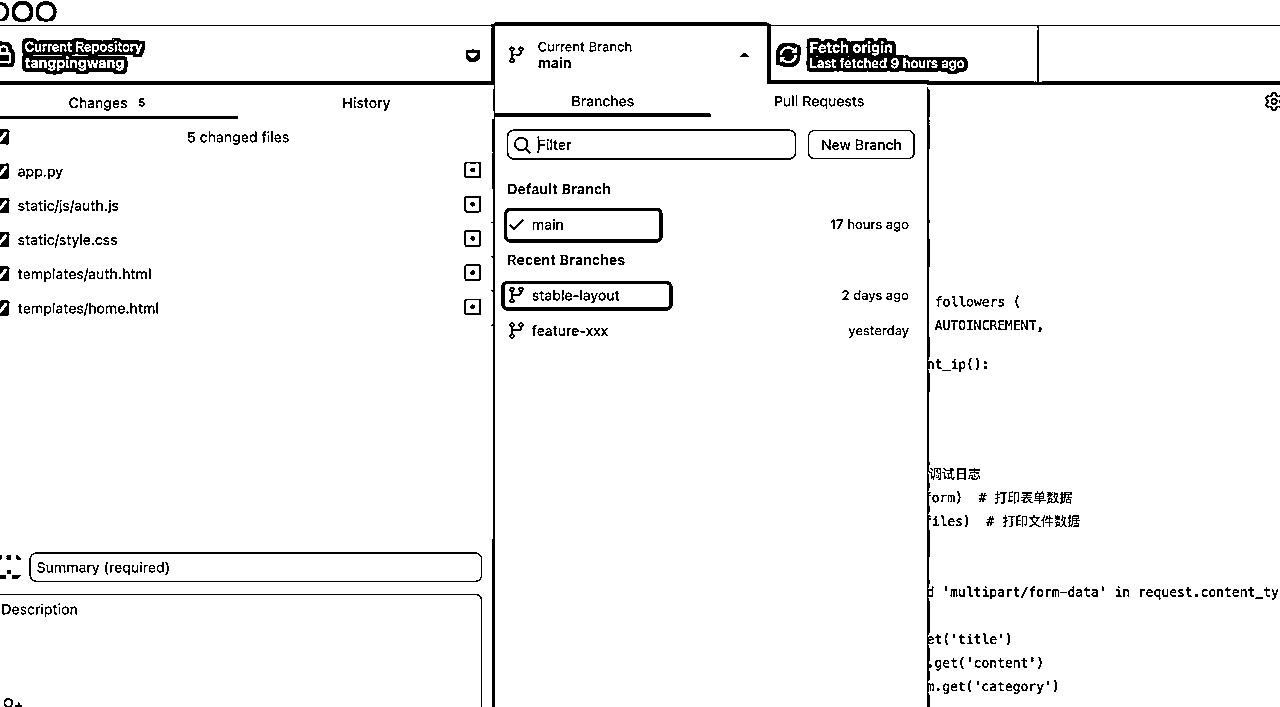 Current Repository
tangpingwang
Current Branch
main
Fetch origin
Last fetched 9 hours ago
Changes 5
History
5 changed files
app.py
static/js/auth.js
static/style.css
templates/auth.html
templates/home.html
Summary (required)
Description
Branches
Pull Requests
Filter
New Branch
Default Branch
main
17 hours ago
Recent Branches
stable-layout
2 days ago
feature-xxx
yesterday
followers (
AUTOINCREMENT,
nt_ip():
调试日志
form) # 打印表单数据
files) # 打印文件数据
d 'multipart/form-data' in request.content_ty
et('title')
.get('content')
m.get('category')